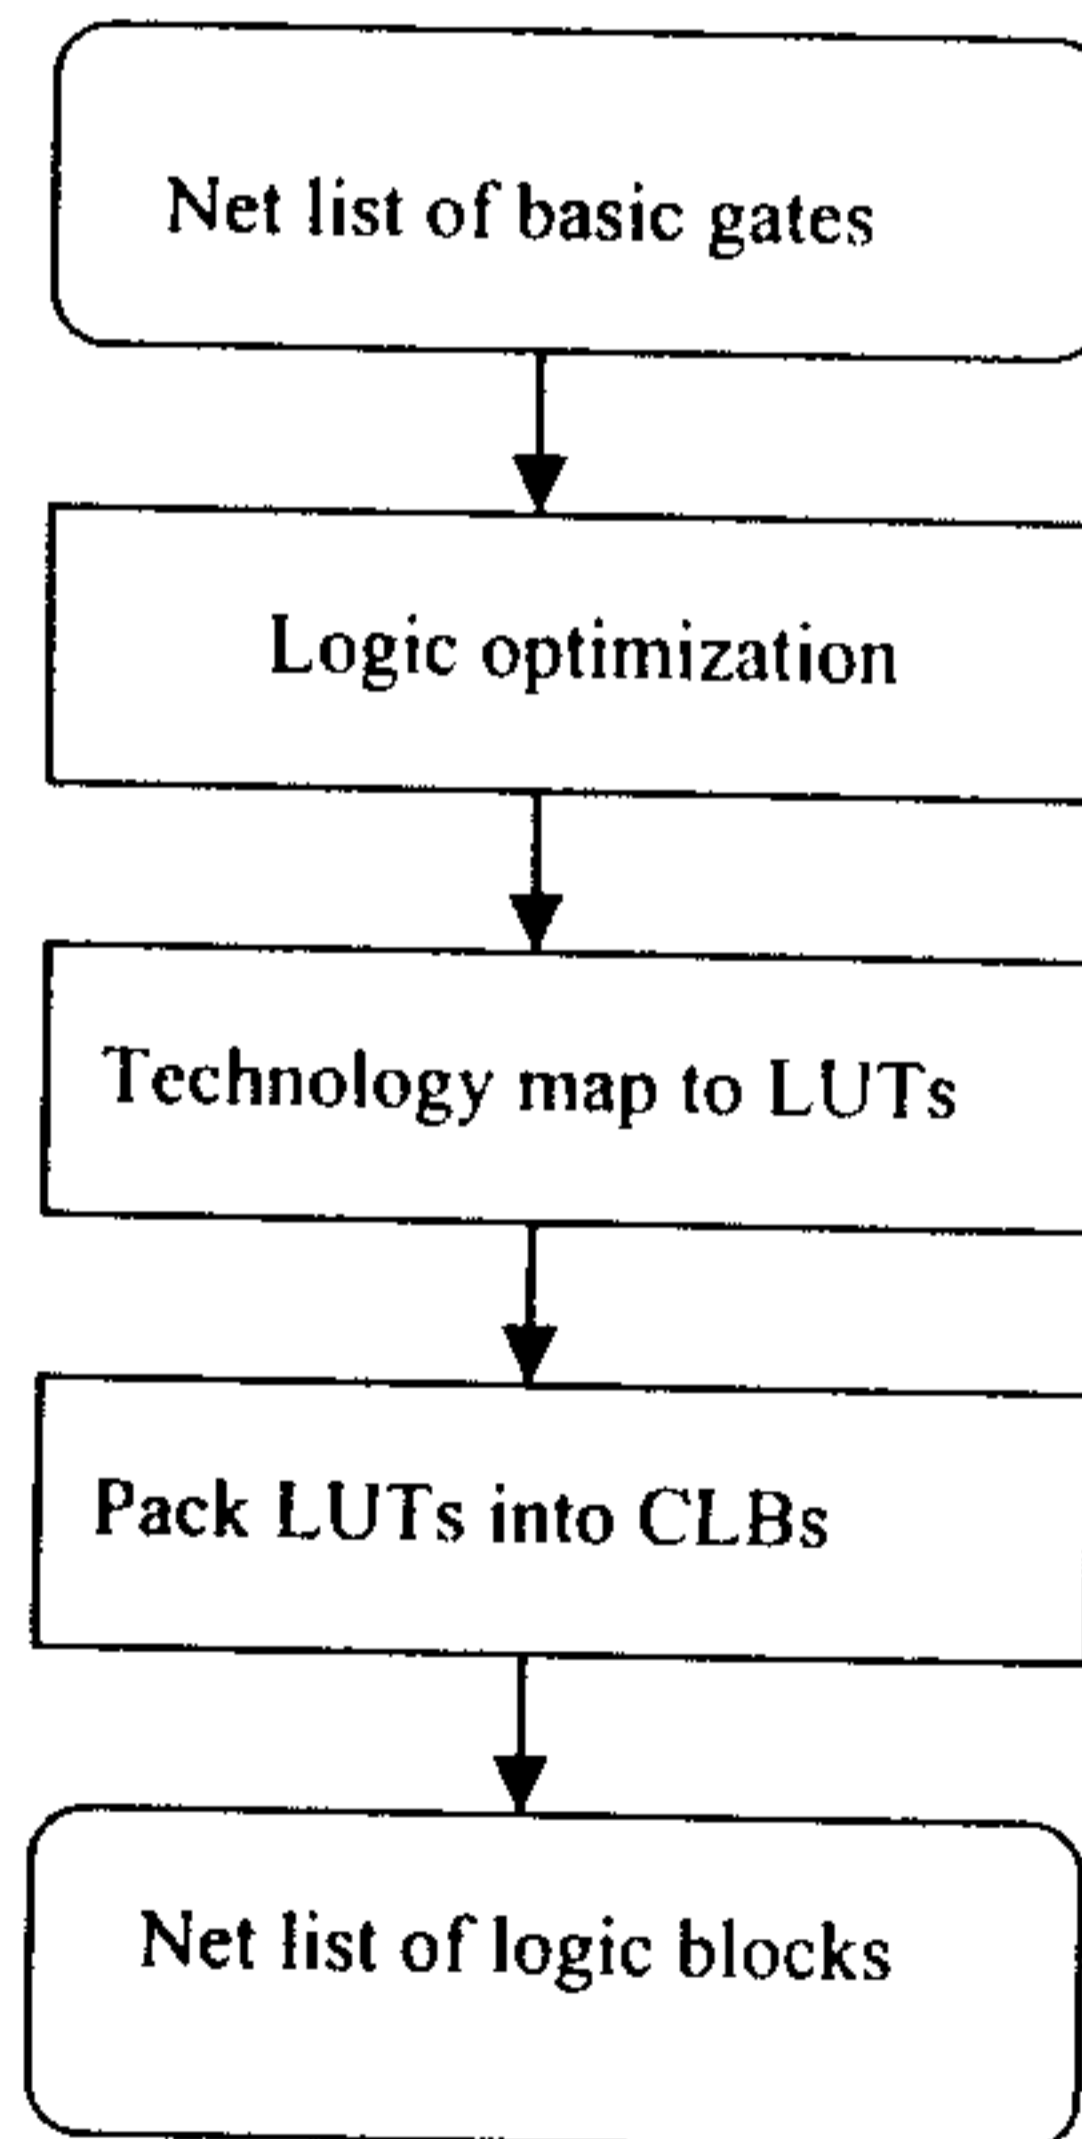 Net list of basic gates
Logic optimization
Technology map to LUTs
Pack LUTs into CLBs
Net list of logic blocks